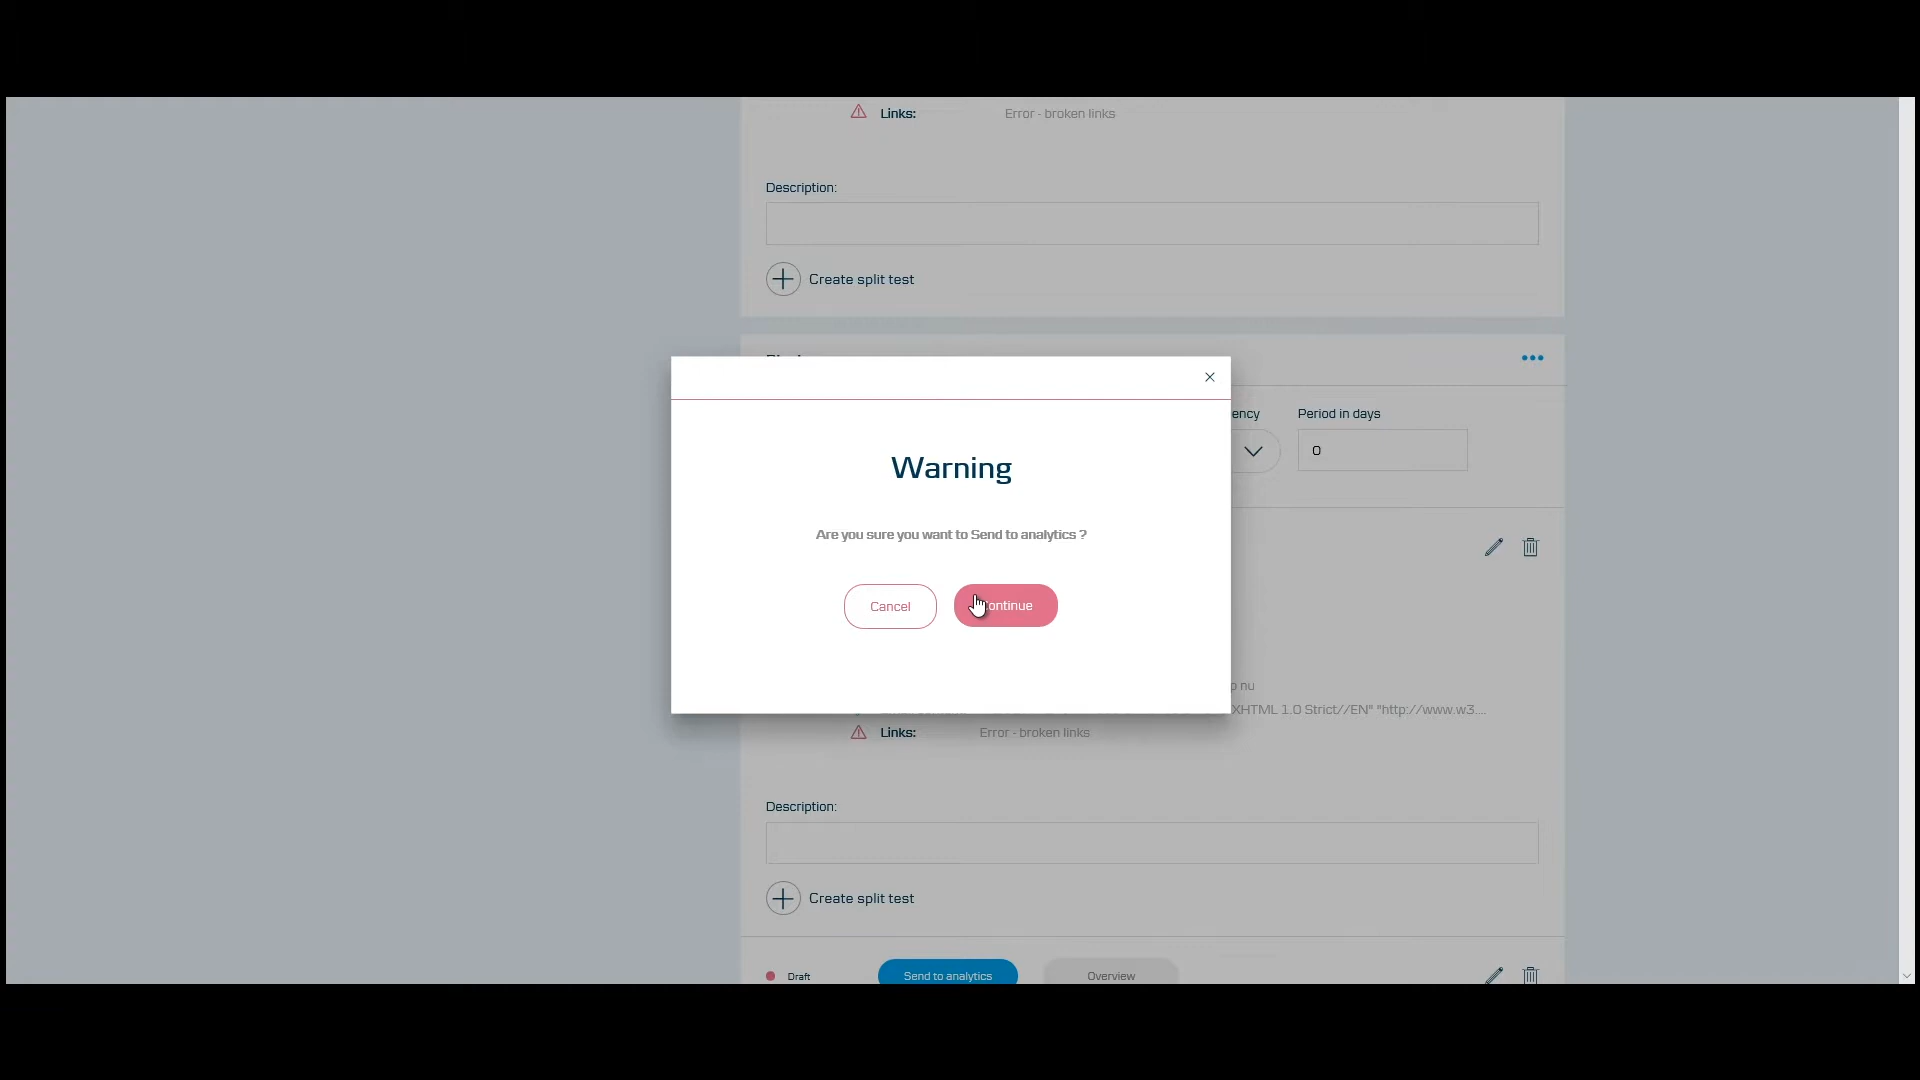 Links: Error - broken links
Description:
Create split test
ency Period in days
0
Warning
Are you sure you want to Send to analytics ?
Cancel
Continue
p nu
XHTML 1.0 Strict//EN" "http://www.w3....
Links: Error - broken links
Description:
Create split test
Draft Send to analytics Overview